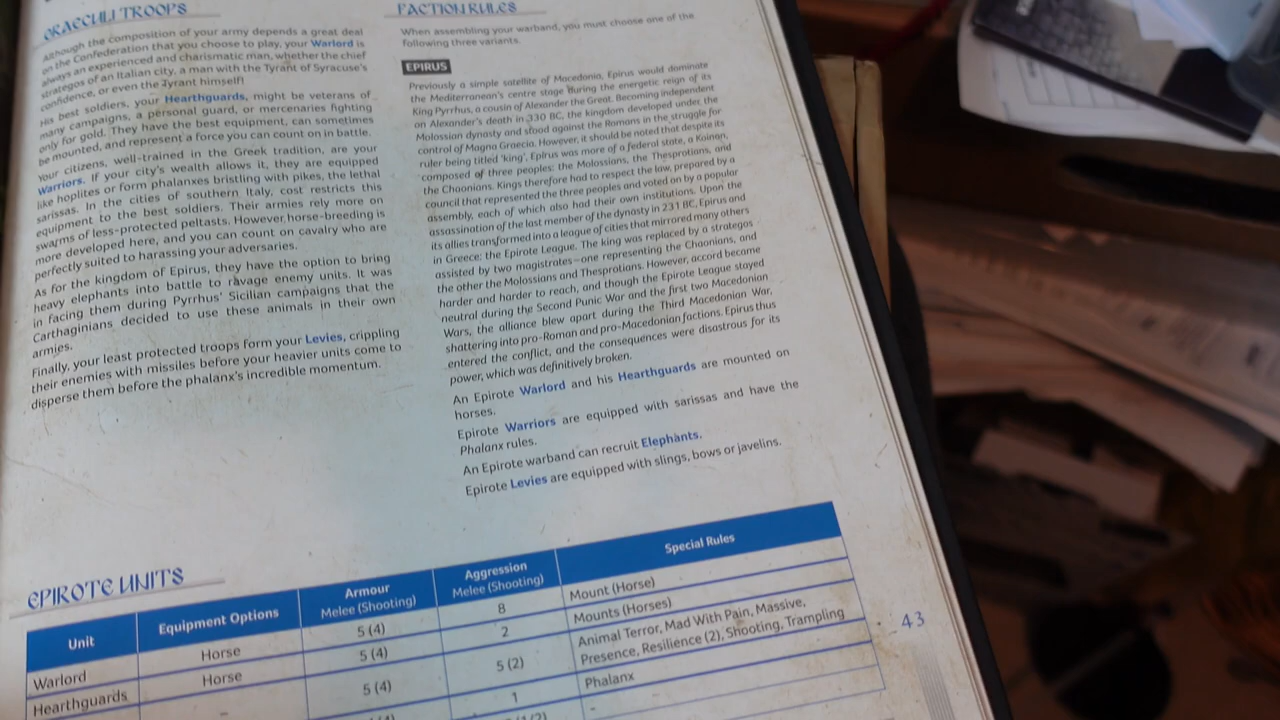 GRAECULI TROOPS
Although the composition of your army depends a great deal
on the Confederation that you choose to play, your Warlord is
always an experienced and charismatic man, whether the chief
strategos of an Italian city, a man with the Tyrant of Syracuse's
confidence, or even the Tyrant himself!
His best soldiers, your Hearthguards, might be veterans of
many campaigns, a personal guard, or mercenaries fighting
only for gold. They have the best equipment, can sometimes
be mounted, and represent a force you can count on in battle.
Your citizens, well-trained in the Greek tradition, are your
Warriors. If your city's wealth allows it, they are equipped
like hoplites or form phalanxes bristling with pikes, the lethal
sarissas. In the cities of southern Italy, cost restricts this
equipment to the best soldiers. Their armies rely more on
swarms of less-protected peltasts. However, horse-breeding is
more developed here, and you can count on cavalry who are
perfectly suited to harassing your adversaries.
As for the kingdom of Epirus, they have the option to bring
heavy elephants into battle to ravage enemy units. It was
in facing them during Pyrrhus' Sicilian campaigns that the
Carthaginians decided to use these animals in their own
armies.
Finally, your least protected troops form your Levies, crippling
their enemies with missiles before your heavier units come to
disperse them before the phalanx's incredible momentum.
FACTION RULES
When assembling your warband, you must choose one of the
following three variants.
EPIRUS
Previously a simple satellite of Macedonia, Epirus would dominate
the Mediterranean's centre stage during the energetic reign of its
King Pyrrhus, a cousin of Alexander the Great. Becoming independent
on Alexander's death in 330 BC, the kingdom developed under the
Molossian dynasty and stood against the Romans in the struggle for
control of Magna Graecia. However, it should be noted that despite its
ruler being titled 'king', Epirus was more of a federal state, a Koinon,
composed of three peoples: the Molossians, the Thesprotians, and
the Chaonians. Kings therefore had to respect the law, prepared by a
council that represented the three peoples and voted on by a popular
assembly, each of which also had their own institutions. Upon the
assassination of the last member of the dynasty in 231 BC, Epirus and
its allies transformed into a league of cities that mirrored many others
in Greece: the Epirote League. The king was replaced by a strategos
assisted by two magistrates—one representing the Chaonians, and
the other the Molossians and Thesprotians. However, accord became
harder and harder to reach, and though the Epirote League stayed
neutral during the Second Punic War and the first two Macedonian
Wars, the alliance blew apart during the Third Macedonian War,
shattering into pro-Roman and pro-Macedonian factions. Epirus thus
entered the conflict, and the consequences were disastrous for its
power, which was definitively broken.
An Epirote Warlord and his Hearthguards are mounted on
horses.
Epirote Warriors are equipped with sarissas and have the
Phalanx rules.
An Epirote warband can recruit Elephants.
Epirote Levies are equipped with slings, bows or javelins.
EPIROTE UNITS
Unit Equipment Options Armour Melee (Shooting) Aggression Melee (Shooting) Special Rules
Warlord Horse 5 (4) 8 Mount (Horse)
Hearthguards Horse 5 (4) 2 Mounts (Horses)
– 5 (4) 5 (2) Animal Terror, Mad With Pain, Massive,
Presence, Resilience (2), Shooting, Trampling
1 Phalanx
–
43